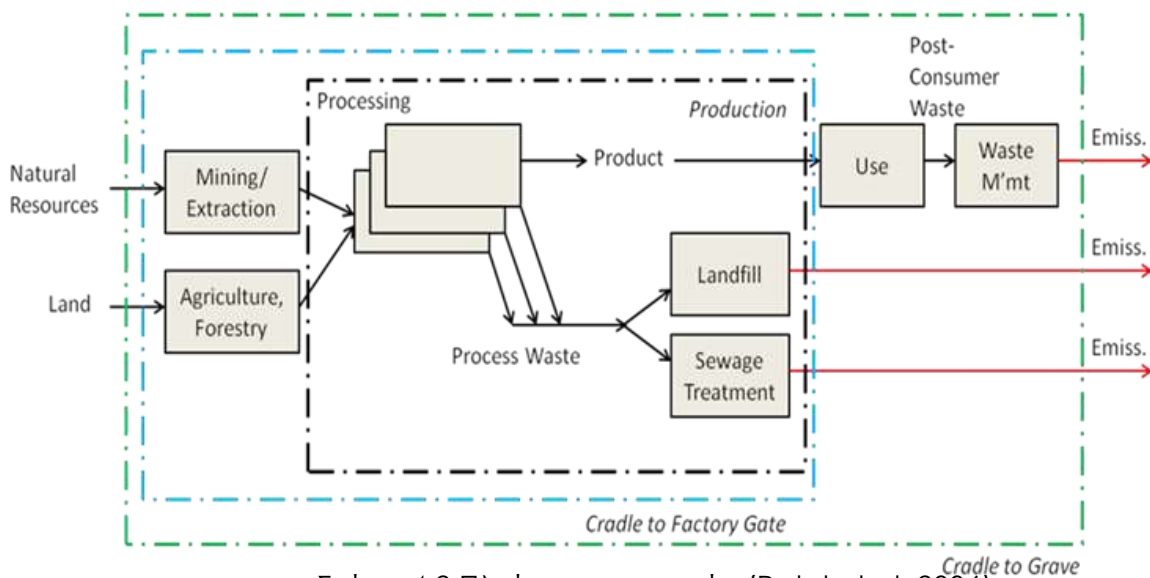 Post-
Consumer
Waste
Processing
Production
Emiss.
Natural
Resources
Mining/
Extraction
Product
Use
Waste
M'mt
Emiss.
Land
Agriculture,
Forestry
Landfill
Process Waste
Emiss.
Sewage
Treatment
Cradle to Factory Gate
Cradle to Grave